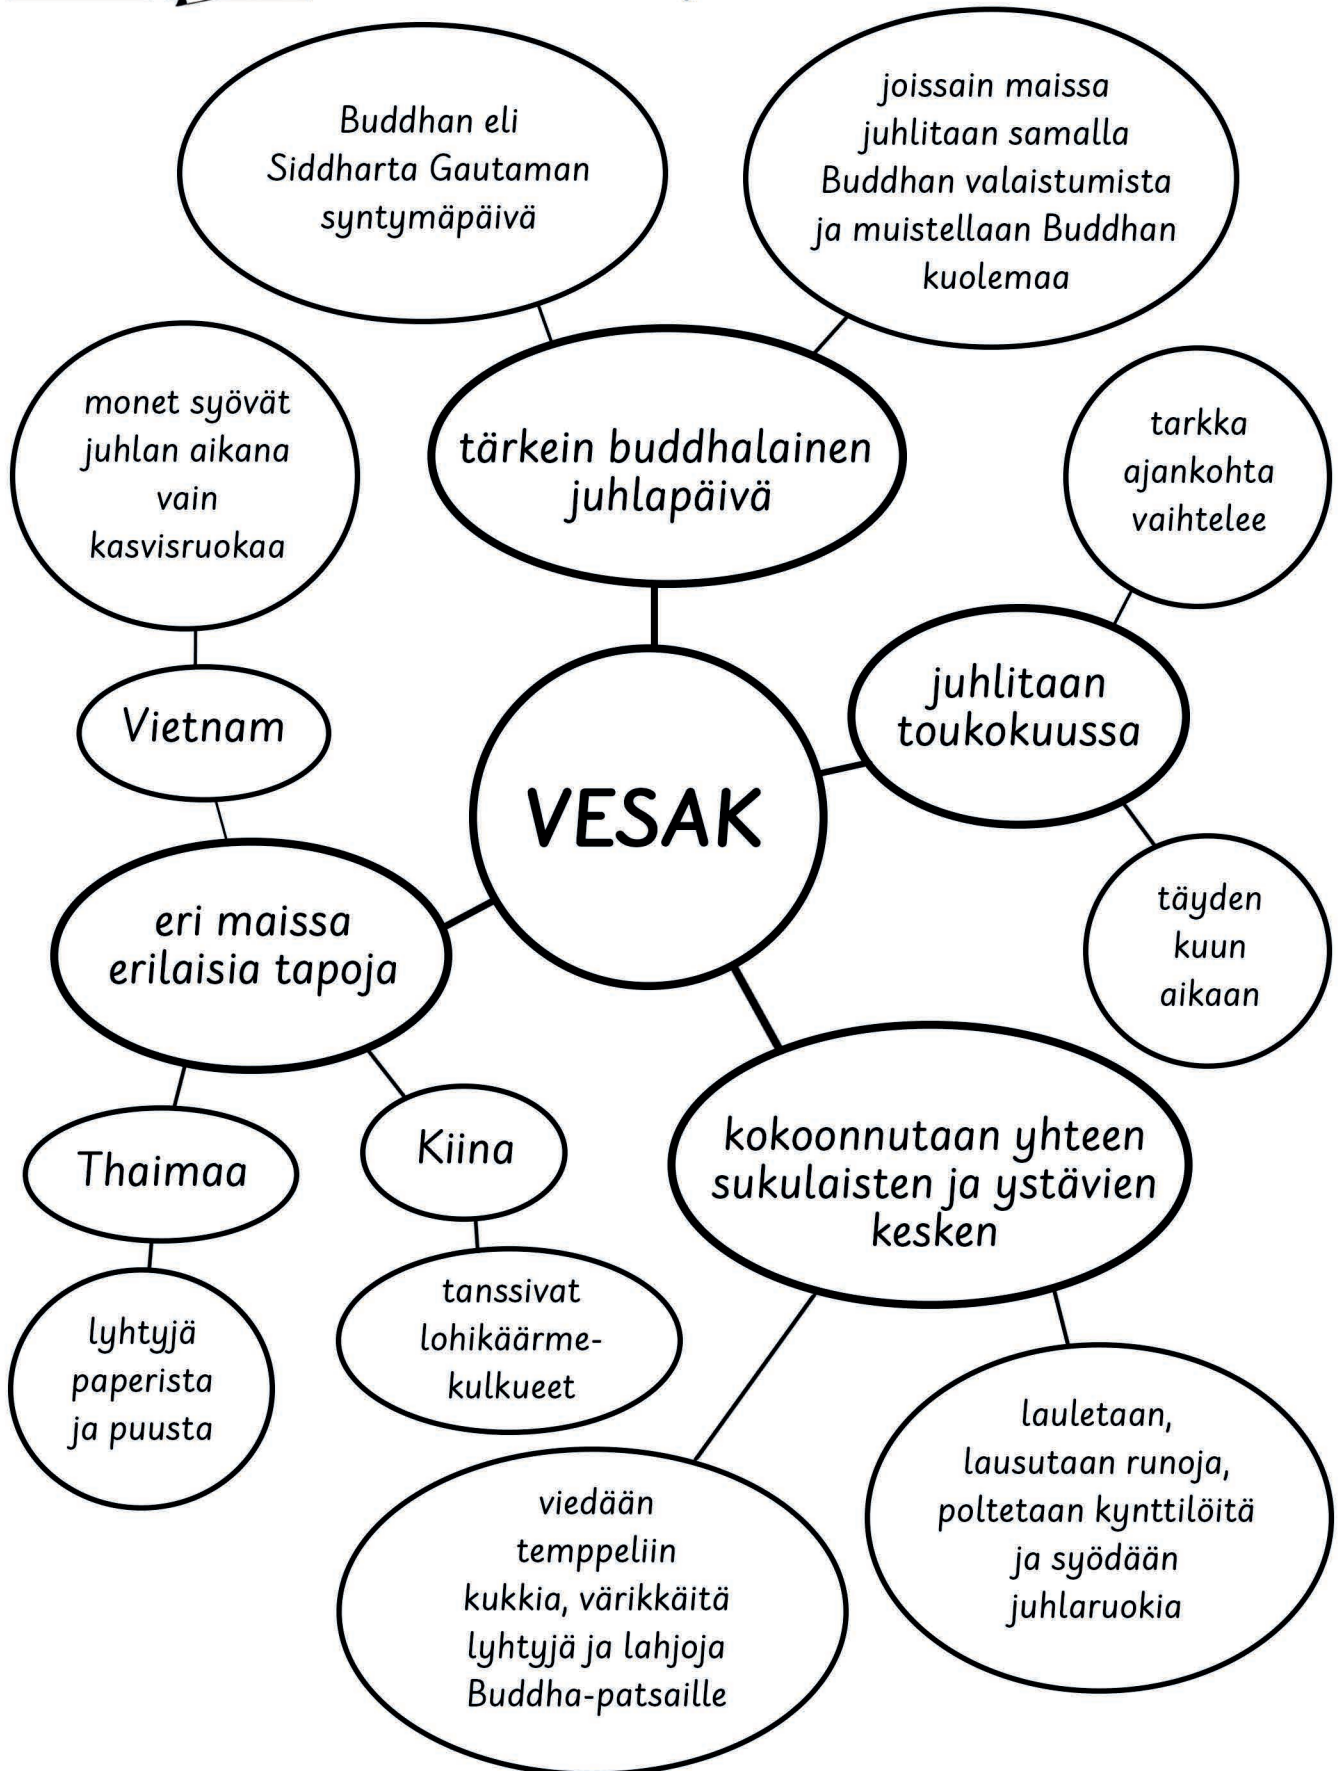 Buddhan eli
Siddharta Gautaman
syntymäpäivä
joissain maissa
juhlitaan samalla
Buddhan valaistumista
ja muistellaan Buddhan
kuolemaa
monet syövät
juhlan aikana
vain
kasvisruokaa
tärkein buddhalainen
juhlapäivä
tarkka
ajankohta
vaihtelee
Vietnam
juhlitaan
toukokuussa
VESAK
eri maissa
erilaisia tapoja
täyden
kuun
aikaan
Thaimaa
Kiina
kokoonnutaan yhteen
sukulaisten ja ystävien
kesken
lyhtyjä
paperista
ja puusta
tanssivat
lohikäärme-
kulkueet
viedään
temppeliin
kukkia, värikkäitä
lyhtyjä ja lahjoja
Buddha-patsaille
lauletaan,
lausutaan runoja,
poltetaan kynttilöitä
ja syödään
juhlaruokia